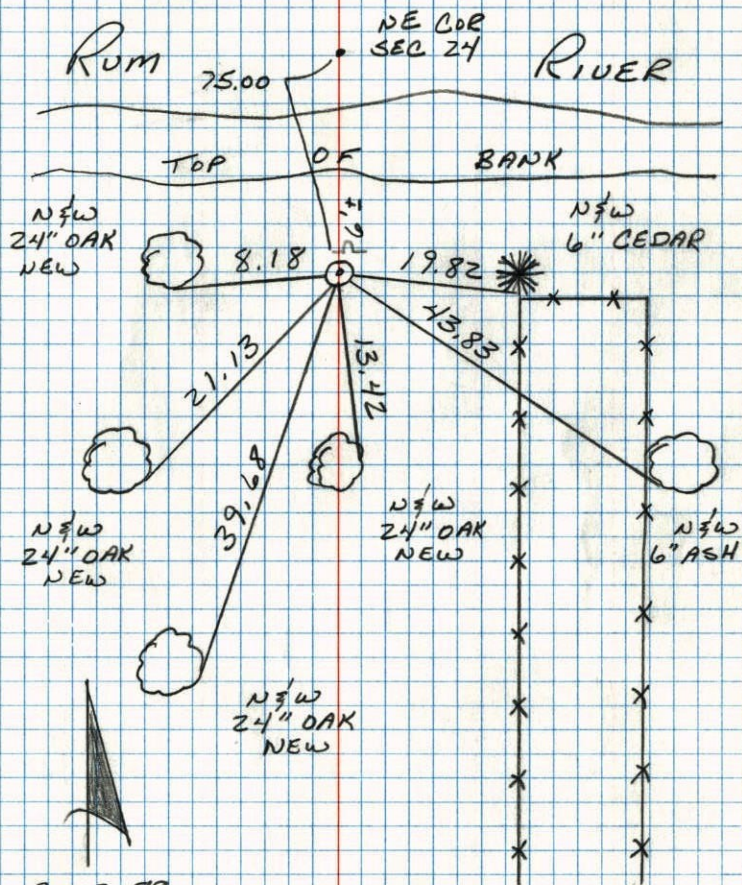 NE COR
SEC 24
RUM
RIVER
75.00
TOP OF BANK
N&W
24" OAK
NEW
N&W
6" CEDAR
8.18
19.82
43.83
21.13
13.42
39.68
N&W
24" OAK
NEW
N&W
24" OAK
NEW
N&W
6" ASH
N&W
24" OAK
NEW